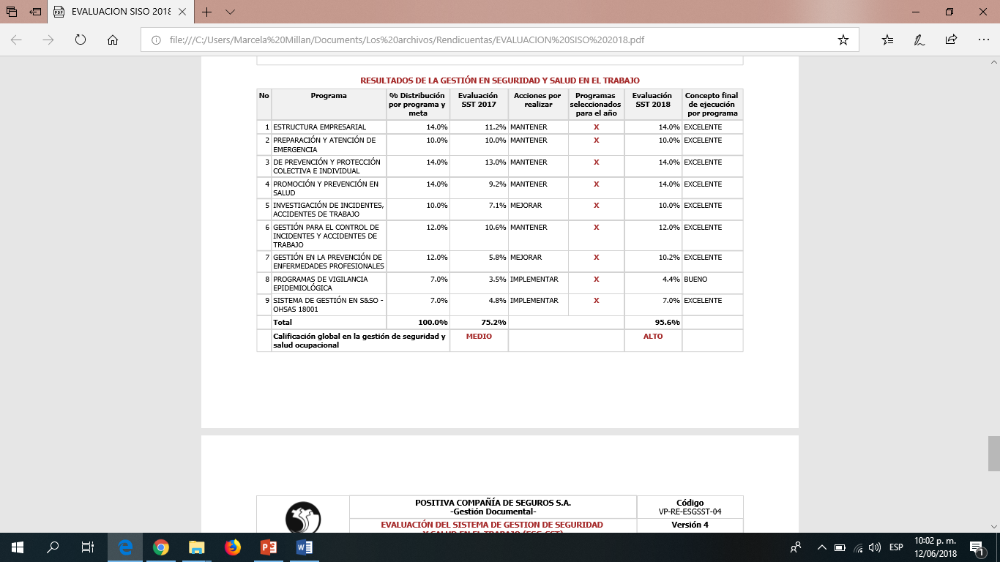 EVALUACION SISO 2018
file:///C:/Users/Marcela%20Millan/Documents/Los%20archivos/Rendicuentas/EVALUACION%20SISO%202018.pdf
RESULTADOS DE LA GESTIÓN EN SEGURIDAD Y SALUD EN EL TRABAJO
No Programa % Distribución por programa y meta Evaluación SST 2017 Acciones por realizar Programas seleccionados para el año Evaluación SST 2018 Concepto final de ejecución por programa
1 ESTRUCTURA EMPRESARIAL 14.0% 11.2% MANTENER X 14.0% EXCELENTE
2 PREPARACIÓN Y ATENCIÓN DE EMERGENCIA 10.0% 10.0% MANTENER X 10.0% EXCELENTE
3 DE PREVENCIÓN Y PROTECCIÓN COLECTIVA E INDIVIDUAL 14.0% 13.0% MANTENER X 14.0% EXCELENTE
4 PROMOCIÓN Y PREVENCIÓN EN SALUD 14.0% 9.2% MANTENER X 14.0% EXCELENTE
5 INVESTIGACIÓN DE INCIDENTES, ACCIDENTES DE TRABAJO 10.0% 7.1% MEJORAR X 10.0% EXCELENTE
6 GESTIÓN PARA EL CONTROL DE INCIDENTES Y ACCIDENTES DE TRABAJO 12.0% 10.6% MANTENER X 12.0% EXCELENTE
7 GESTIÓN EN LA PREVENCIÓN DE ENFERMEDADES PROFESIONALES 12.0% 5.8% MEJORAR X 10.2% EXCELENTE
8 PROGRAMAS DE VIGILANCIA EPIDEMIOLÓGICA 7.0% 3.5% IMPLEMENTAR X 4.4% BUENO
9 SISTEMA DE GESTIÓN EN S&SO - OHSAS 18001 7.0% 4.8% IMPLEMENTAR X 7.0% EXCELENTE
Total 100.0% 75.2% 95.6%
Calificación global en la gestión de seguridad y salud ocupacional MEDIO ALTO
POSITIVA COMPAÑÍA DE SEGUROS S.A.
-Gestión Documental-
Código
VP-RE-ESGSST-04
EVALUACIÓN DEL SISTEMA DE GESTION DE SEGURIDAD
Y SALUD EN EL TRABAJO (ESG-SST)
Versión 4
ESP
10:02 p. m.
12/06/2018
1